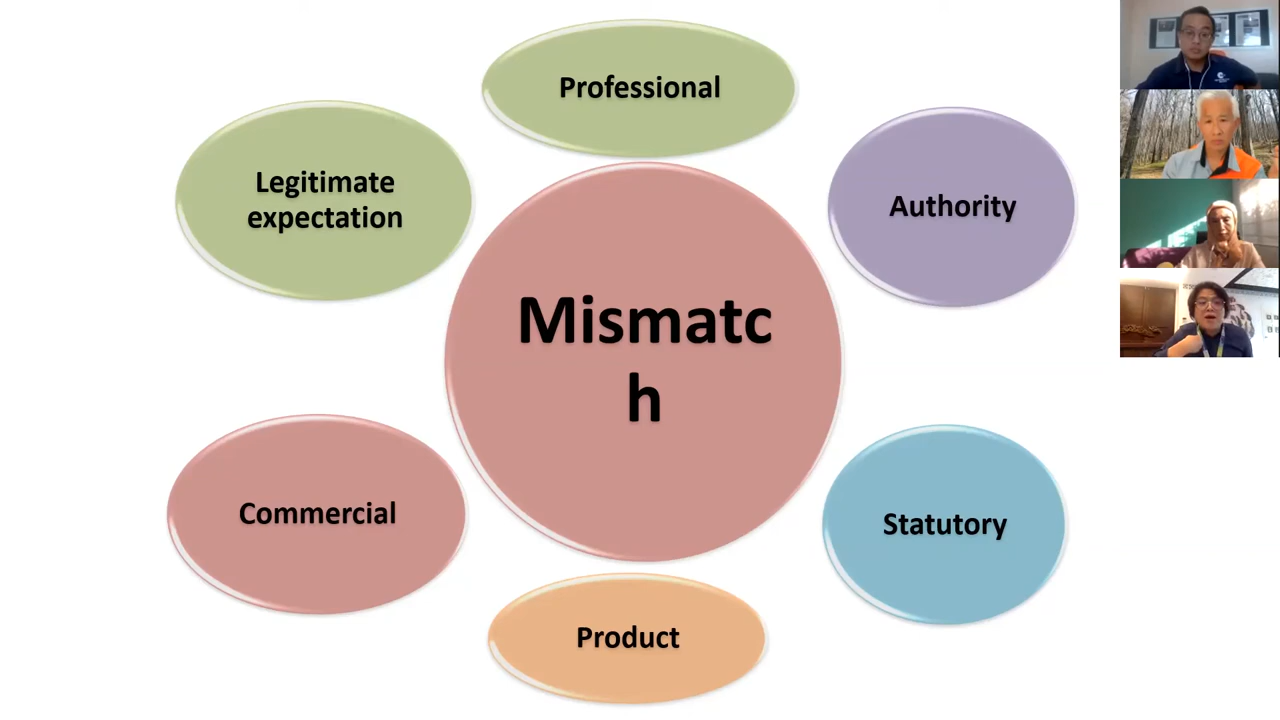 Professional
Legitimate
expectation
Authority
Mismatc
h
Commercial
Statutory
Product